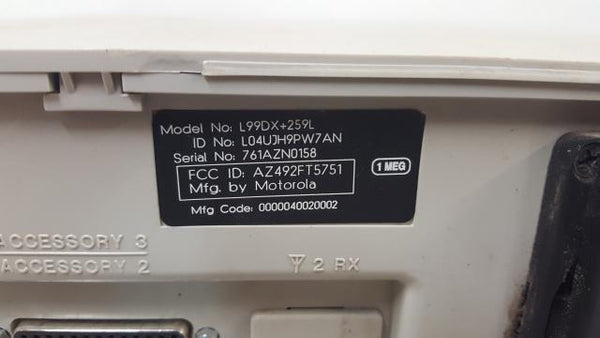 Model No: L99DX+259L
ID No: L04UJH9PW7AN
Serial No: 761AZN0158
FCC ID: AZ492FT5751
Mfg. by Motorola
1 MEG
Mfg Code: 0000040020002
ACCESSORY 3
ACCESSORY 2
2 RX